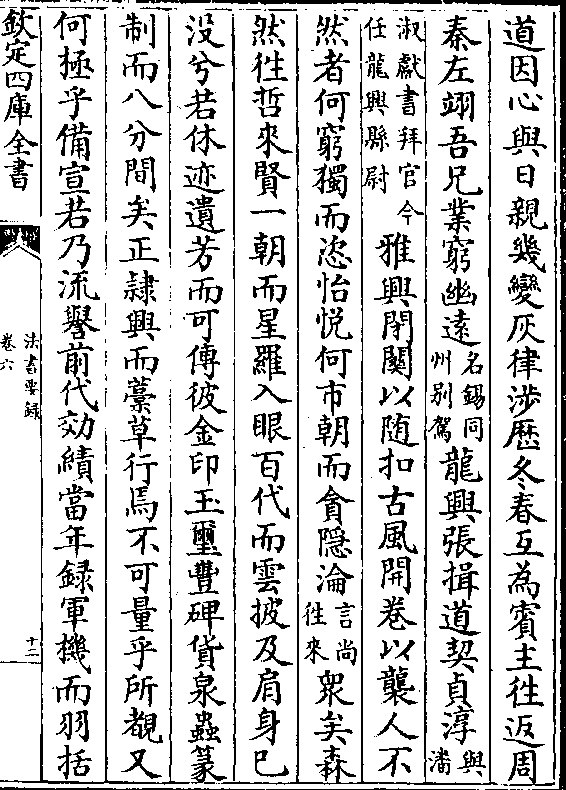 道因心與日親幾變灰律涉歷冬春互為賓主往返周
秦左翊吾兄業窮幽遠名錫同州別駕龍興張揖道契貞淳與潘
淑獻書拜官今任龍興縣尉雅興閉關以随扣古風開卷以襲人不
然者何窮獨而恣怡悦何市朝而貪隠淪言尚徃來衆矣森
然徃哲來賢一朝而星羅入眼百代而雲披及肩身已
没兮若休迹遺芳而可傳彼金印玉璽豐碑貨泉蟲篆
制而八分間矣正隷興而藁草行焉不可量乎所覩又
何極乎備宣若乃流譽前代効績當年録軍機而羽括
欽定四庫全書
法書要録
卷六
十二